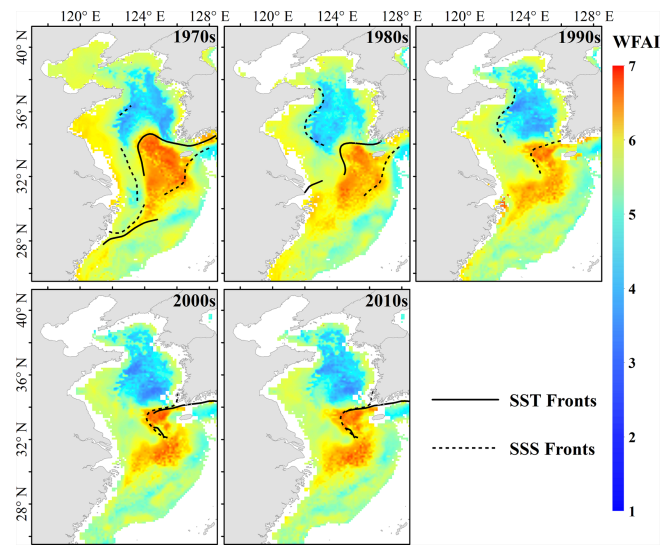 120° E 124° E 128° E 120° E 124° E 128° E 120° E 124° E 128° E
1970s 1980s 1990s WFAI
40° N
36° N
32° N
28° N
7
6
5
4
3
2
1
2000s 2010s
40° N
36° N
32° N
28° N
SST Fronts
SSS Fronts